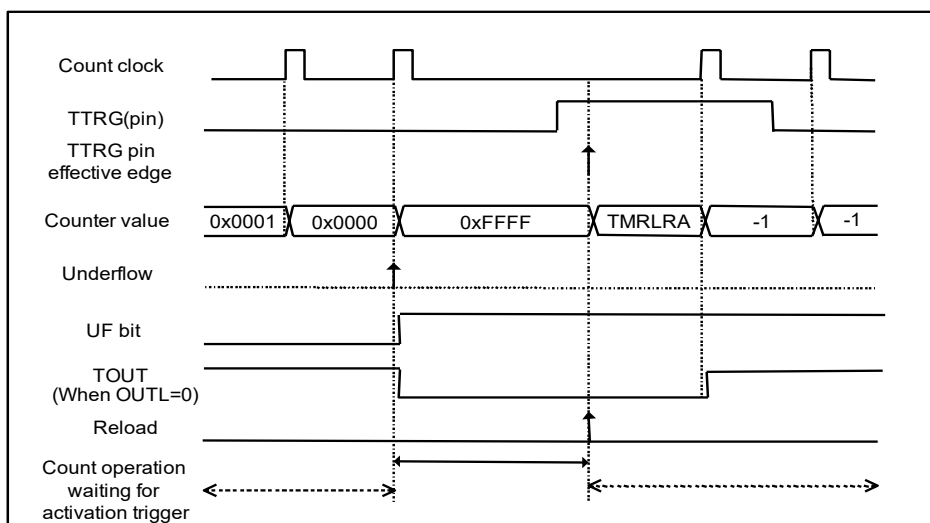 Count clock
TTRG(pin)
TTRG pin
effective edge
Counter value
0x0001
0x0000
0xFFFF
TMRLRA
-1
-1
Underflow
UF bit
TOUT
(When OUTL=0)
Reload
Count operation
waiting for
activation trigger